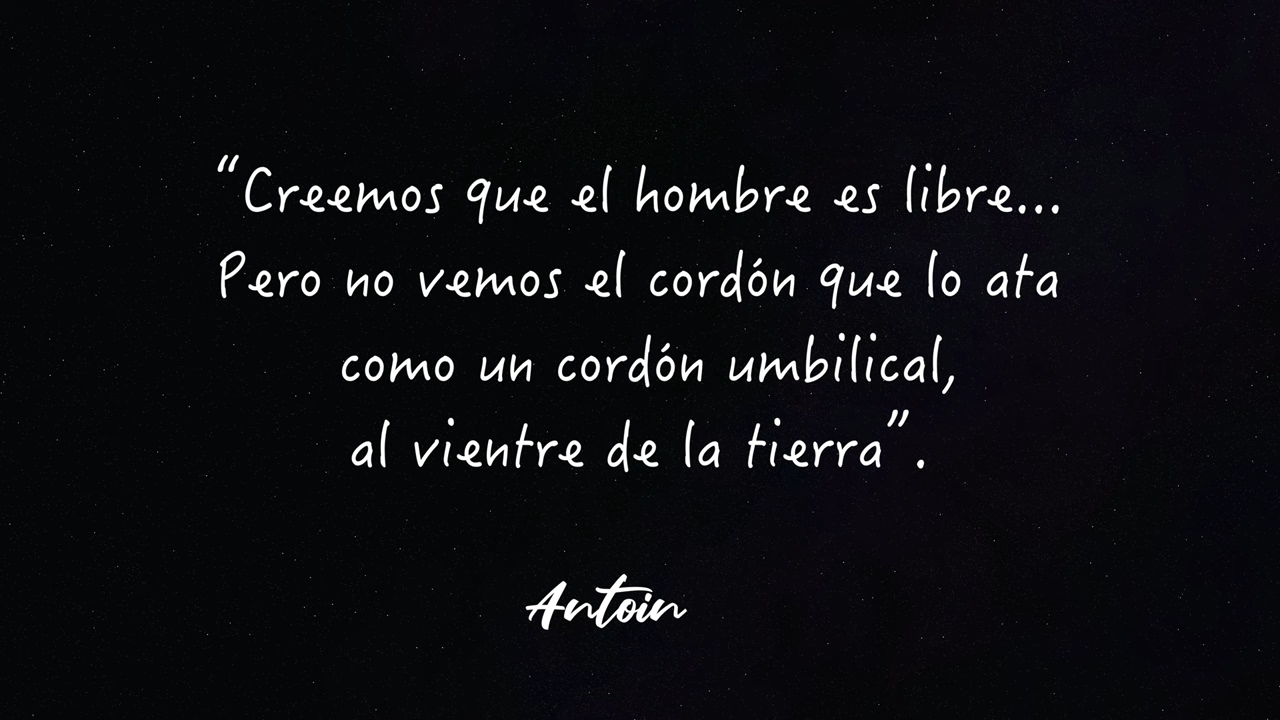 “Creemos que el hombre es libre...
Pero no vemos el cordón que lo ata
como un cordón umbilical,
al vientre de la tierra”.
Antoin